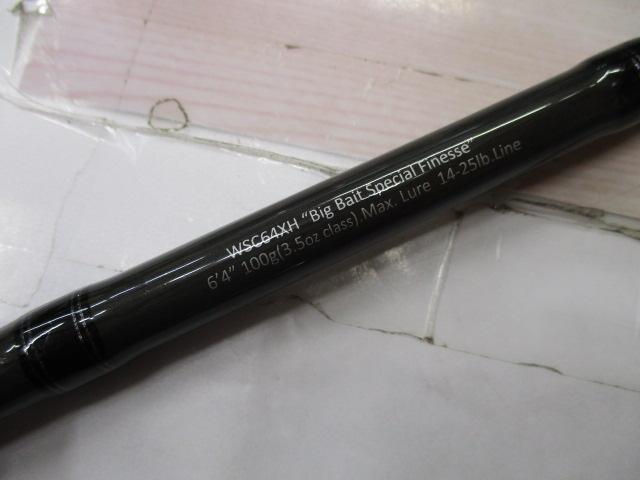 WSC64XH “Big Bait Special Finesse”
6’4” 100g(3.5oz class),Max. Lure 14-25lb.Line